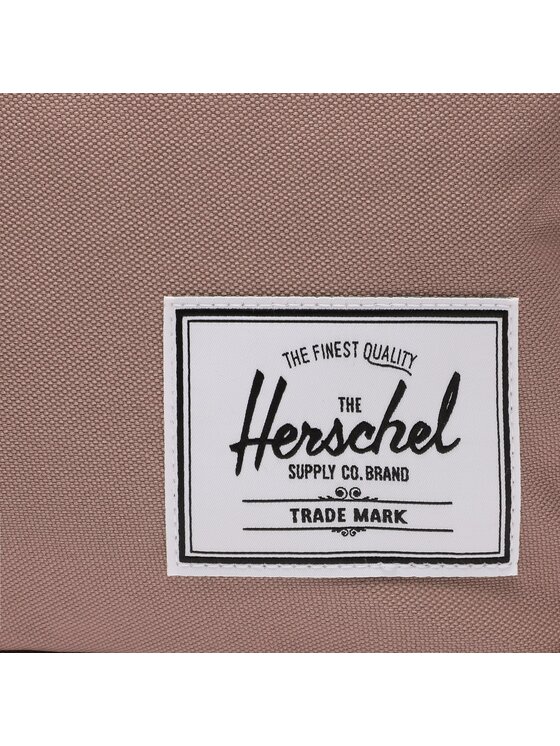 THE FINEST QUALITY
THE
Herschel
SUPPLY CO. BRAND
TRADE MARK